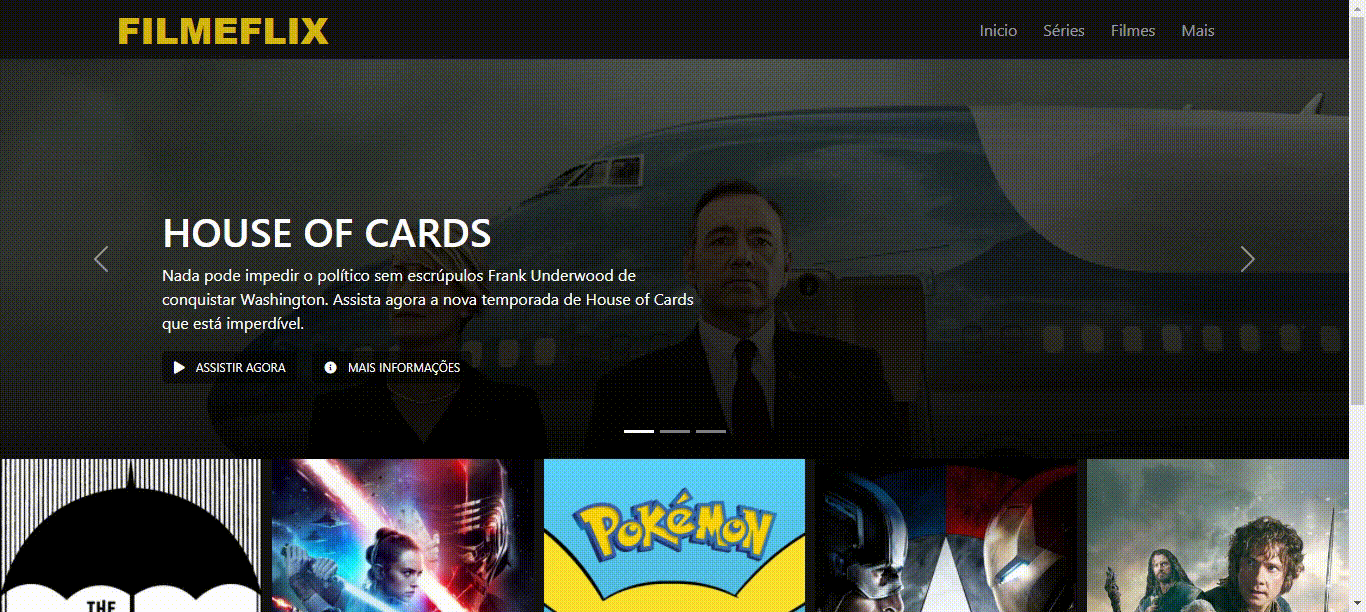 FILMEFLIX
Inicio Séries Filmes Mais
HOUSE OF CARDS
Nada pode impedir o político sem escrúpulos Frank Underwood de
conquistar Washington. Assista agora a nova temporada de House of Cards
que está imperdível.
ASSISTIR AGORA MAIS INFORMAÇÕES
POKéMON
THE